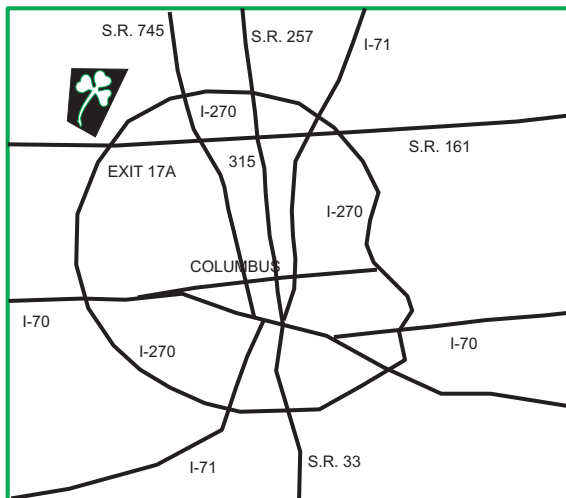 S.R. 745
S.R. 257
I-71
I-270
S.R. 161
315
EXIT 17A
I-270
COLUMBUS
I-70
I-270
I-70
I-71
S.R. 33